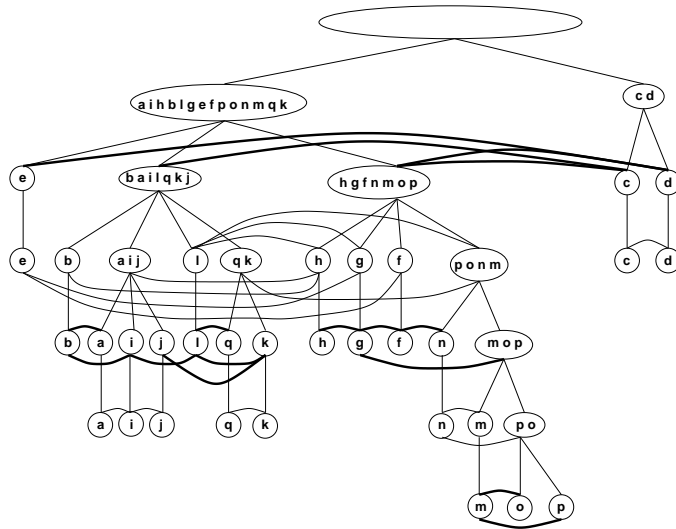 a i h b l g e f p o n m q k
c d
e b a i l q k j h g f n m o p c d
e b a i j l q k h g f p o n m c d
b a i j l q k h g f n m o p
a i j q k n m p o
m o p